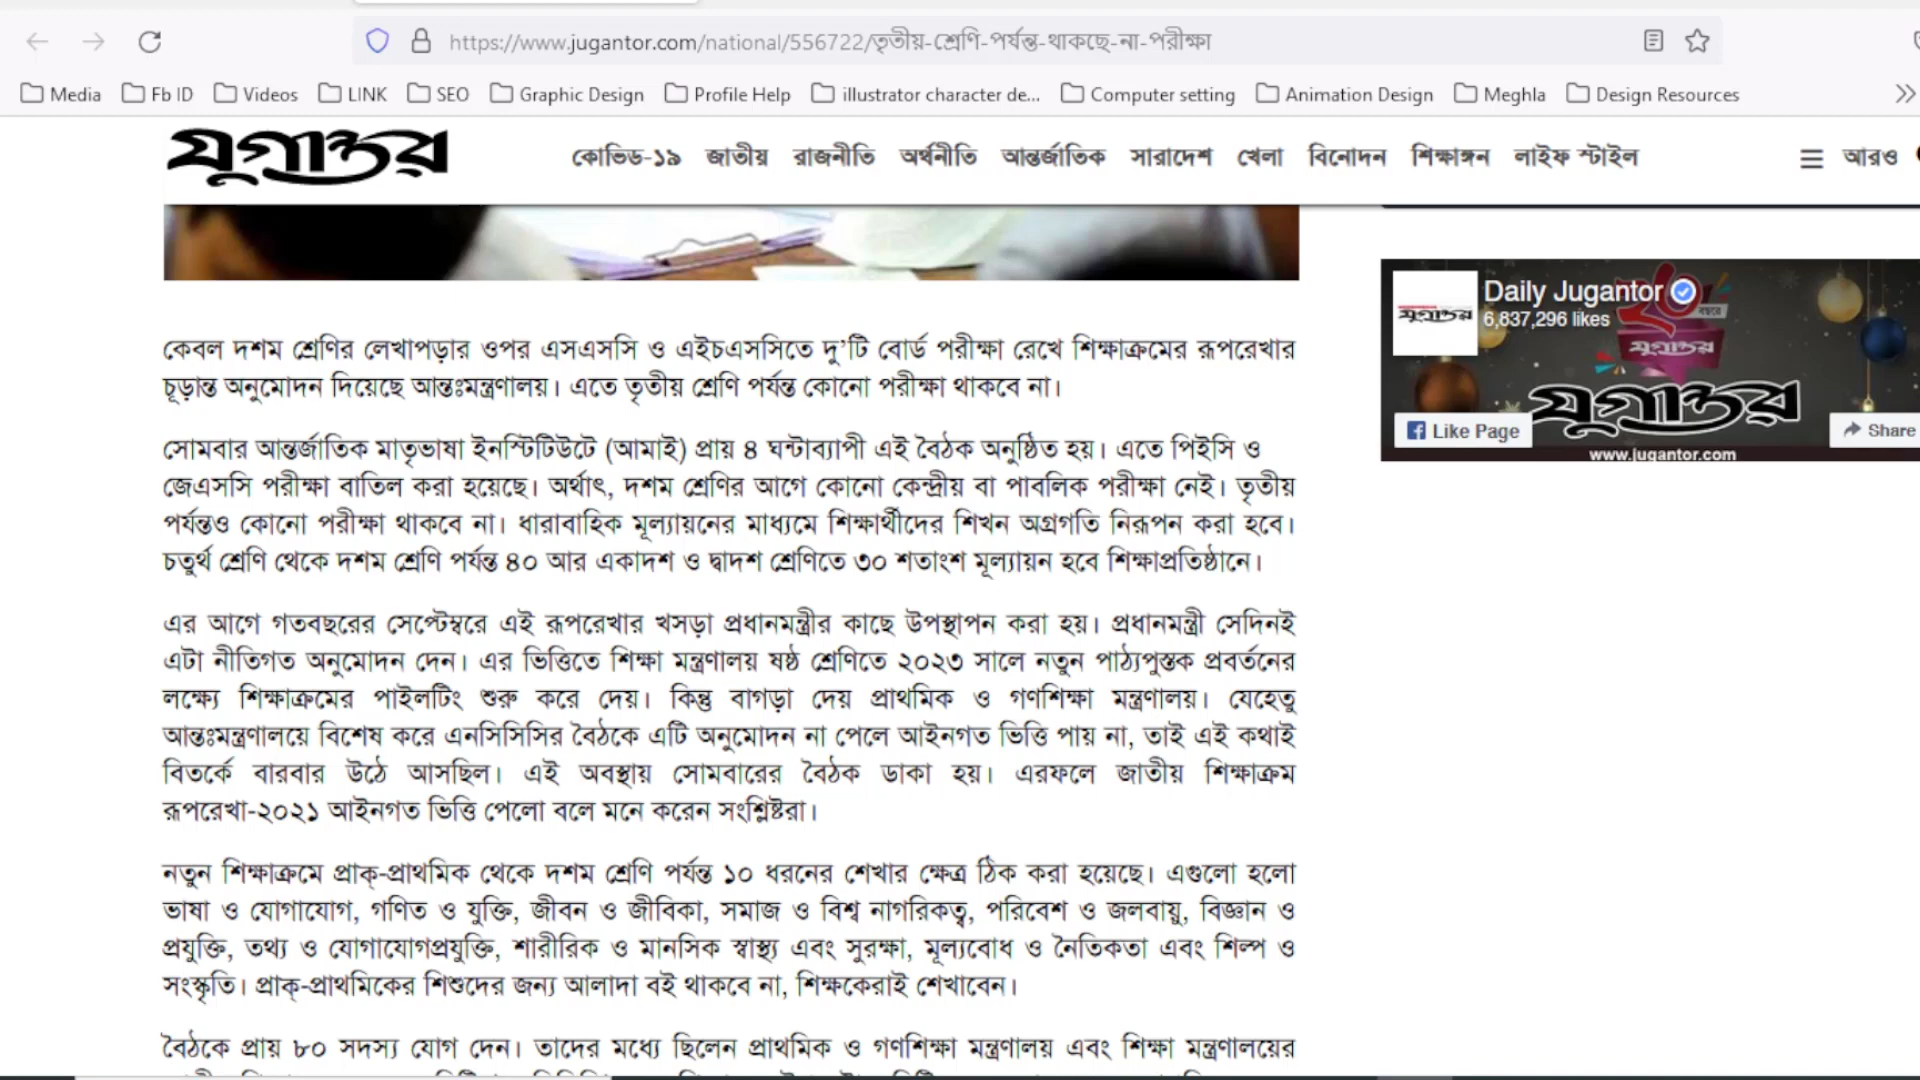 https://www.jugantor.com/national/556722/তৃতীয়-শ্রেণি-পর্যন্ত-থাকছে-না-পরীক্ষা
Media Fb ID Videos LINK SEO Graphic Design Profile Help illustrator character de... Computer setting Animation Design Meghla Design Resources
যুগান্তর কোভিড-১৯ জাতীয় রাজনীতি অর্থনীতি আন্তর্জাতিক সারাদেশ খেলা বিনোদন শিক্ষাঙ্গন লাইফ স্টাইল আরও
কেবল দশম শ্রেণির লেখাপড়ার ওপর এসএসসি ও এইচএসসিতে দু’টি বোর্ড পরীক্ষা রেখে শিক্ষাক্রমের রূপরেখার
চূড়ান্ত অনুমোদন দিয়েছে আন্তঃমন্ত্রণালয়। এতে তৃতীয় শ্রেণি পর্যন্ত কোনো পরীক্ষা থাকবে না।
সোমবার আন্তর্জাতিক মাতৃভাষা ইনস্টিটিউটে (আমাই) প্রায় ৪ ঘন্টাব্যাপী এই বৈঠক অনুষ্ঠিত হয়। এতে পিইসি ও
জেএসসি পরীক্ষা বাতিল করা হয়েছে। অর্থাৎ, দশম শ্রেণির আগে কোনো কেন্দ্রীয় বা পাবলিক পরীক্ষা নেই। তৃতীয়
পর্যন্তও কোনো পরীক্ষা থাকবে না। ধারাবাহিক মূল্যায়নের মাধ্যমে শিক্ষার্থীদের শিখন অগ্রগতি নিরূপন করা হবে।
চতুর্থ শ্রেণি থেকে দশম শ্রেণি পর্যন্ত ৪০ আর একাদশ ও দ্বাদশ শ্রেণিতে ৩০ শতাংশ মূল্যায়ন হবে শিক্ষাপ্রতিষ্ঠানে।
এর আগে গতবছরের সেপ্টেম্বরে এই রূপরেখার খসড়া প্রধানমন্ত্রীর কাছে উপস্থাপন করা হয়। প্রধানমন্ত্রী সেদিনই
এটা নীতিগত অনুমোদন দেন। এর ভিত্তিতে শিক্ষা মন্ত্রণালয় ষষ্ঠ শ্রেণিতে ২০২৩ সালে নতুন পাঠ্যপুস্তক প্রবর্তনের
লক্ষ্যে শিক্ষাক্রমের পাইলটিং শুরু করে দেয়। কিন্তু বাগড়া দেয় প্রাথমিক ও গণশিক্ষা মন্ত্রণালয়। যেহেতু
আন্তঃমন্ত্রণালয়ে বিশেষ করে এনসিসিসির বৈঠকে এটি অনুমোদন না পেলে আইনগত ভিত্তি পায় না, তাই এই কথাই
বিতর্কে বারবার উঠে আসছিল। এই অবস্থায় সোমবারের বৈঠক ডাকা হয়। এরফলে জাতীয় শিক্ষাক্রম
রূপরেখা-২০২১ আইনগত ভিত্তি পেলো বলে মনে করেন সংশ্লিষ্টরা।
নতুন শিক্ষাক্রমে প্রাক্-প্রাথমিক থেকে দশম শ্রেণি পর্যন্ত ১০ ধরনের শেখার ক্ষেত্র ঠিক করা হয়েছে। এগুলো হলো
ভাষা ও যোগাযোগ, গণিত ও যুক্তি, জীবন ও জীবিকা, সমাজ ও বিশ্ব নাগরিকত্ব, পরিবেশ ও জলবায়ু, বিজ্ঞান ও
প্রযুক্তি, তথ্য ও যোগাযোগপ্রযুক্তি, শারীরিক ও মানসিক স্বাস্থ্য এবং সুরক্ষা, মূল্যবোধ ও নৈতিকতা এবং শিল্প ও
সংস্কৃতি। প্রাক্-প্রাথমিকের শিশুদের জন্য আলাদা বই থাকবে না, শিক্ষকেরাই শেখাবেন।
বৈঠকে প্রায় ৮০ সদস্য যোগ দেন। তাদের মধ্যে ছিলেন প্রাথমিক ও গণশিক্ষা মন্ত্রণালয় এবং শিক্ষা মন্ত্রণালয়ের
Daily Jugantor
6,837,296 likes
যুগান্তর
২০ বছরে
যুগান্তর
যুগান্তর
Like Page Share
www.jugantor.com